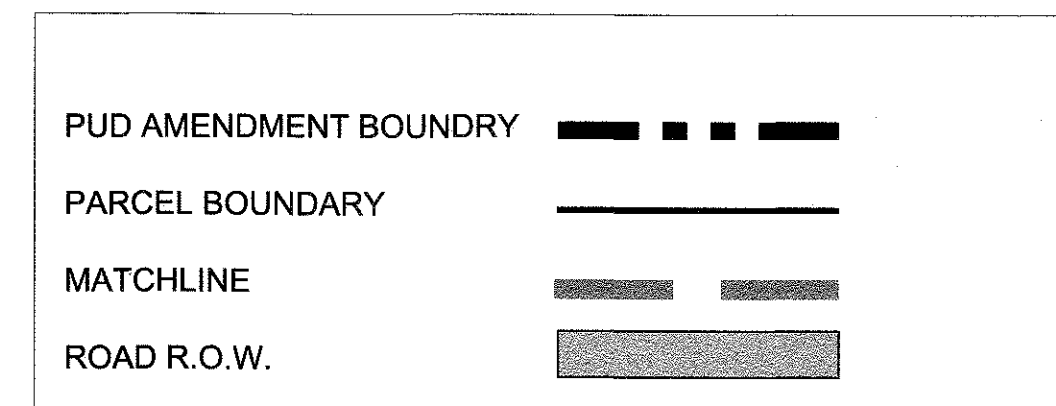 PUD AMENDMENT BOUNDRY
PARCEL BOUNDARY
MATCHLINE
ROAD R.O.W.